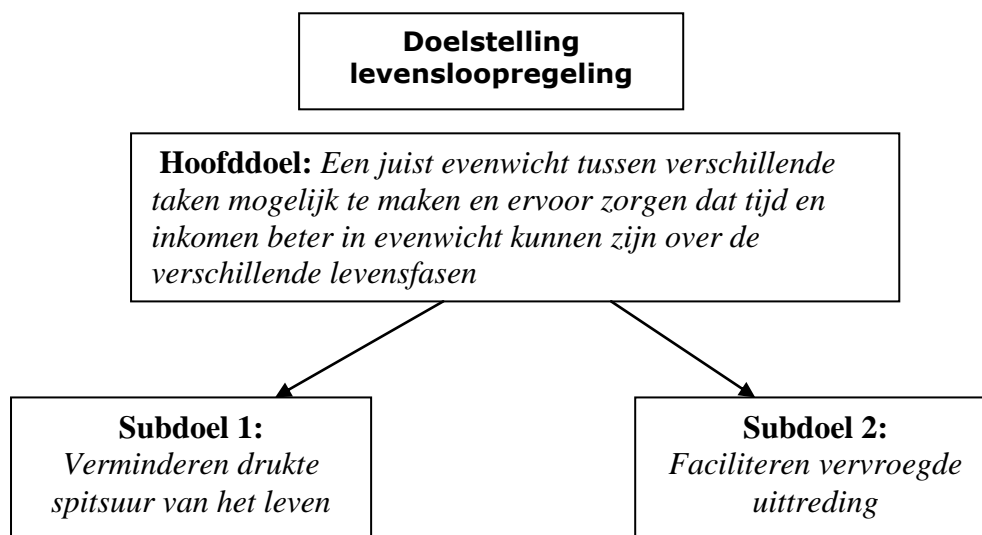 Doelstelling
levensloopregeling
Hoofddoel: Een juist evenwicht tussen verschillende
taken mogelijk te maken en ervoor zorgen dat tijd en
inkomen beter in evenwicht kunnen zijn over de
verschillende levensfasen
Subdoel 1:
Verminderen drukte
spitsuur van het leven
Subdoel 2:
Faciliteren vervroegde
uittreding